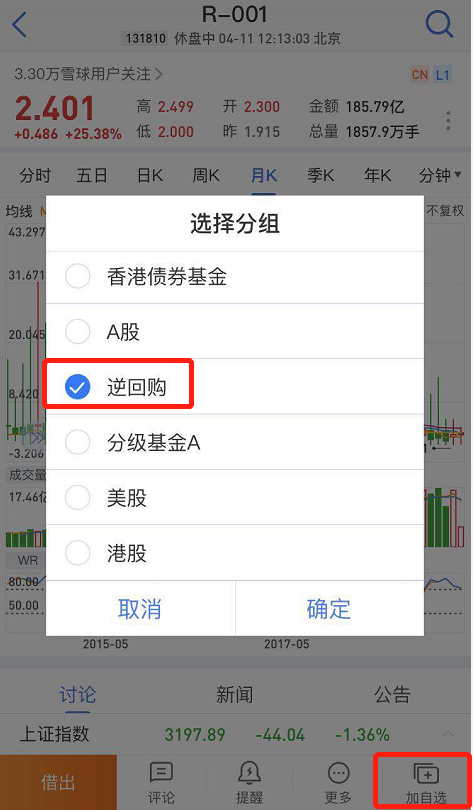 R-001
131810 休盘中 04-11 12:13:03 北京
3.30万雪球用户关注
CN L1
2.401 高 2.499 开 2.300 金额 185.79亿
+0.486 +25.38% 低 2.000 昨 1.915 总量 1857.9万手
分时 五日 日K 周K 月K 季K 年K 分钟
均线 不复权
43.297
31.671
20.045
8.420
-3.206
成交量
17.46亿
WR
80.00
50.00
选择分组
香港债券基金
A股
逆回购
分级基金A
美股
港股
取消 确定
2015-05 2017-05
讨论 新闻 公告
上证指数 3197.89 -44.04 -1.36%
借出 评论 提醒 更多 加自选